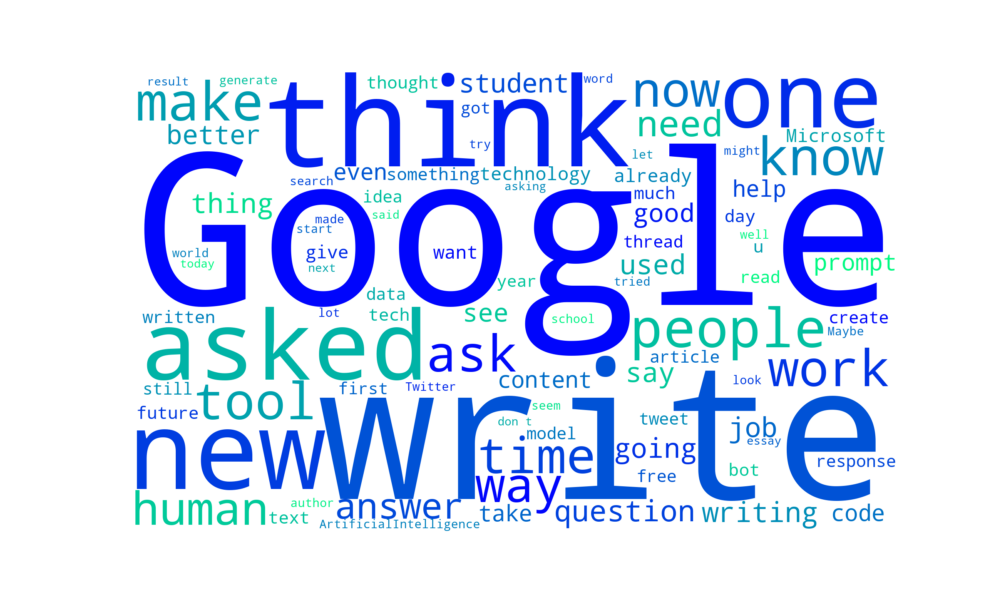 result
generate
make
better
think
thought
student
got
word
try
now
one
need
Microsoft
let
might
know
Google
search
even
something
technology
asking
already
much
help
thing
idea
said
made
start
give
next
want
good
day
well
u
thread
used
tried
read
prompt
world
today
year
data
tech
lot
see
school
written
asked
ask
people
create
Maybe
article
say
work
content
look
still
future
tool
first
Twitter
write
seem
don t
model
tweet
job
essay
new
time
going
way
free
bot
response
human
text
author
answer
ArtificialIntelligence
take
question
writing
code